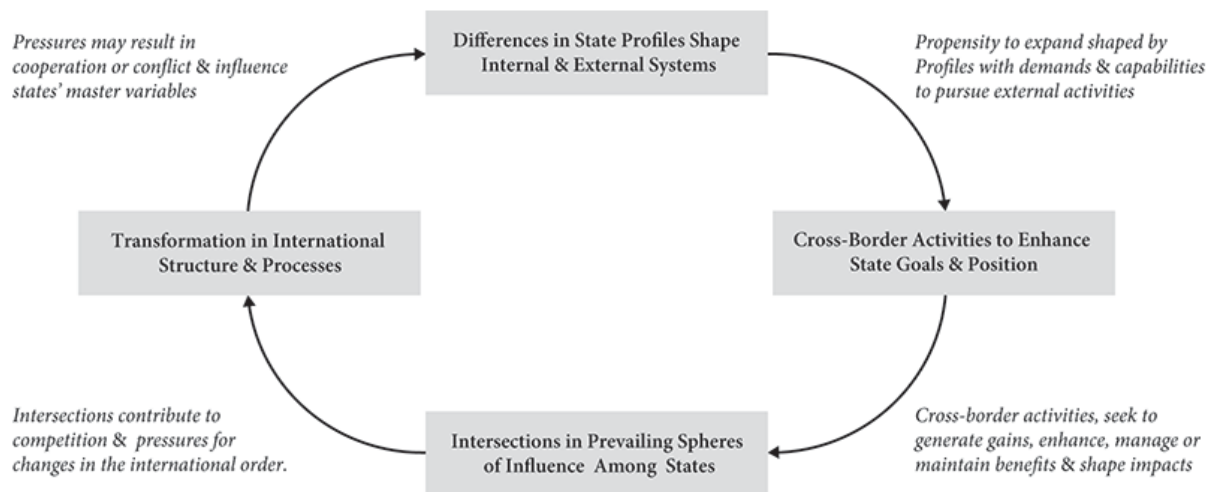 Pressures may result in
cooperation or conflict & influence
states' master variables
Differences in State Profiles Shape
Internal & External Systems
Propensity to expand shaped by
Profiles with demands & capabilities
to pursue external activities
Transformation in International
Structure & Processes
Cross-Border Activities to Enhance
State Goals & Position
Intersections contribute to
competition & pressures for
changes in the international order.
Intersections in Prevailing Spheres
of Influence Among States
Cross-border activities, seek to
generate gains, enhance, manage or
maintain benefits & shape impacts